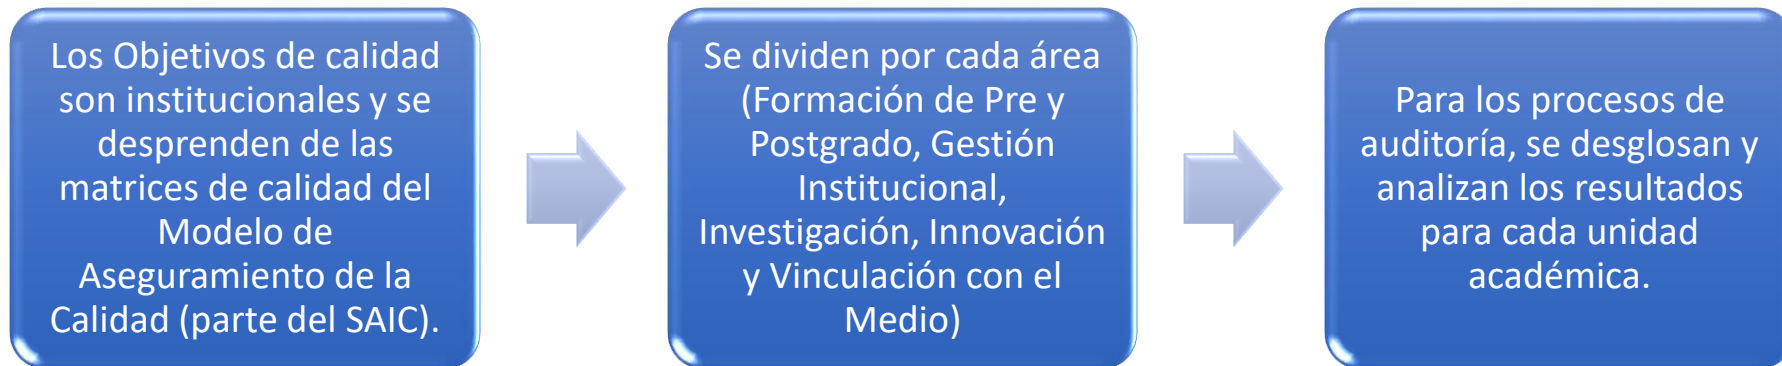 Los Objetivos de calidad
son institucionales y se
desprenden de las
matrices de calidad del
Modelo de
Aseguramiento de la
Calidad (parte del SAIC).
Se dividen por cada área
(Formación de Pre y
Postgrado, Gestión
Institucional,
Investigación, Innovación
y Vinculación con el
Medio)
Para los procesos de
auditoría, se desglosan y
analizan los resultados
para cada unidad
académica.